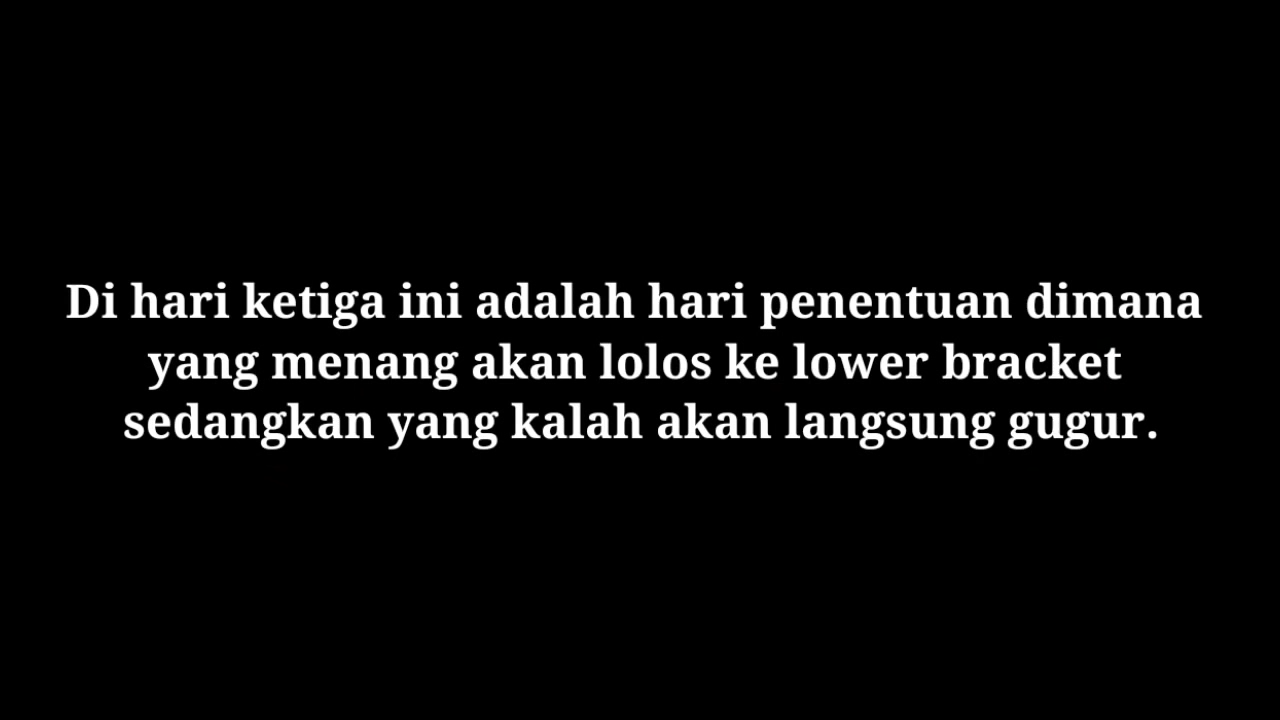 Di hari ketiga ini adalah hari penentuan dimana
yang menang akan lolos ke lower bracket
sedangkan yang kalah akan langsung gugur.